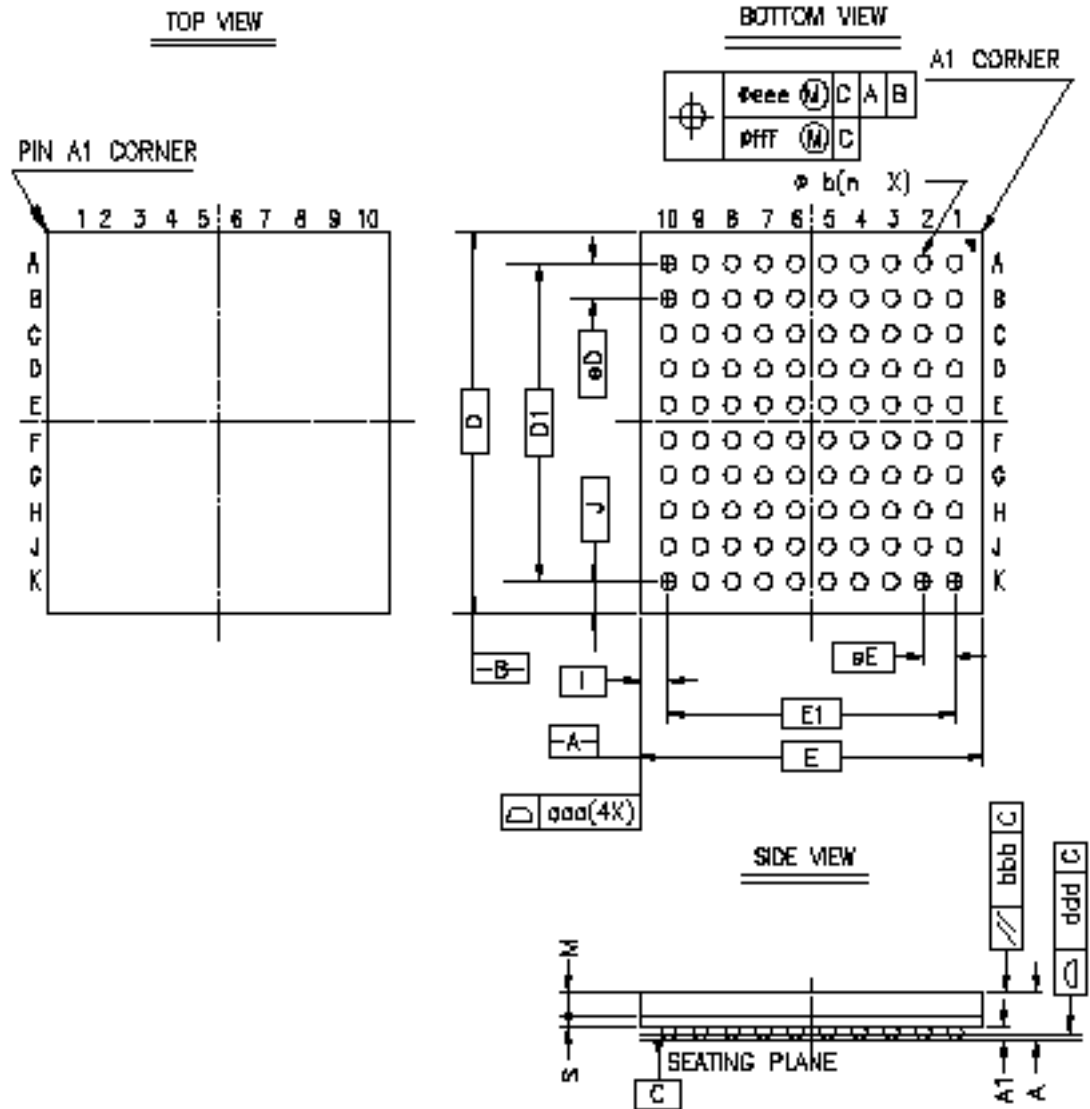 TOP VIEW
BOTTOM VIEW
A1 CORNER
PIN A1 CORNER
Φeee Ⓜ C A B
Φfff Ⓜ C
Φ b(n X)
1 2 3 4 5 6 7 8 9 10
10 9 8 7 6 5 4 3 2 1
A A
B B
C C
D D
E E
F F
G G
H H
J J
K K
eD
D
D1
J
-B-
I
eE
E1
-A-
E
aaa(4X)
SIDE VIEW
// bbb C
ddd C
M
S
SEATING PLANE
C
A1
A